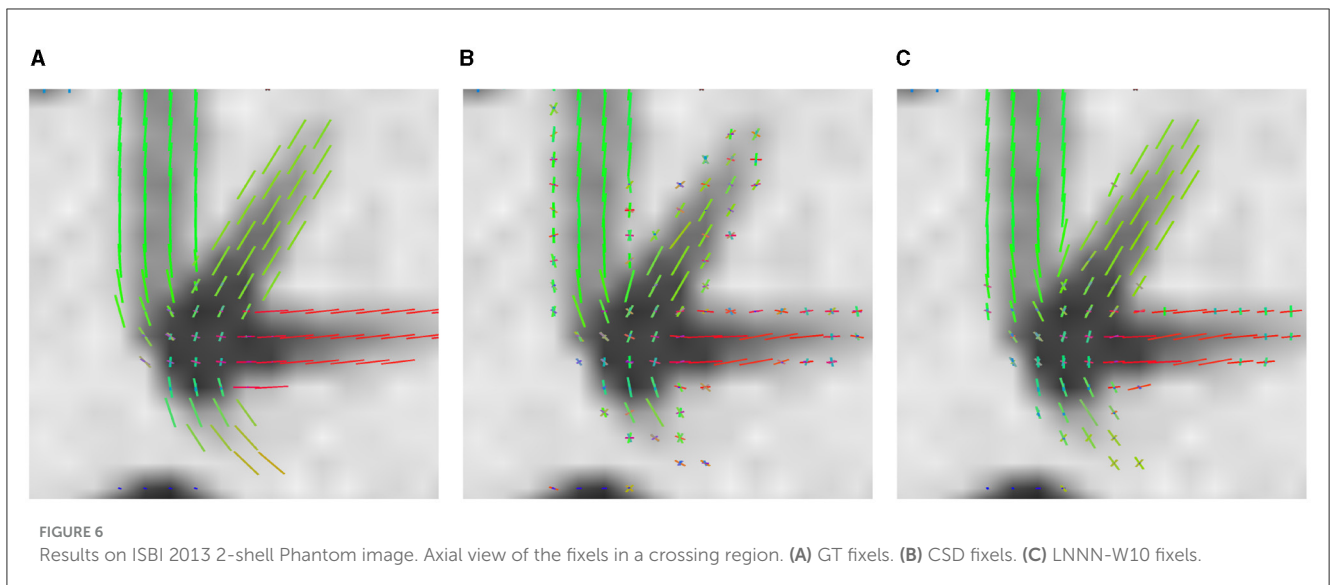 A
B
C
FIGURE 6
Results on ISBI 2013 2-shell Phantom image. Axial view of the fixels in a crossing region. (A) GT fixels. (B) CSD fixels. (C) LNNN-W10 fixels.